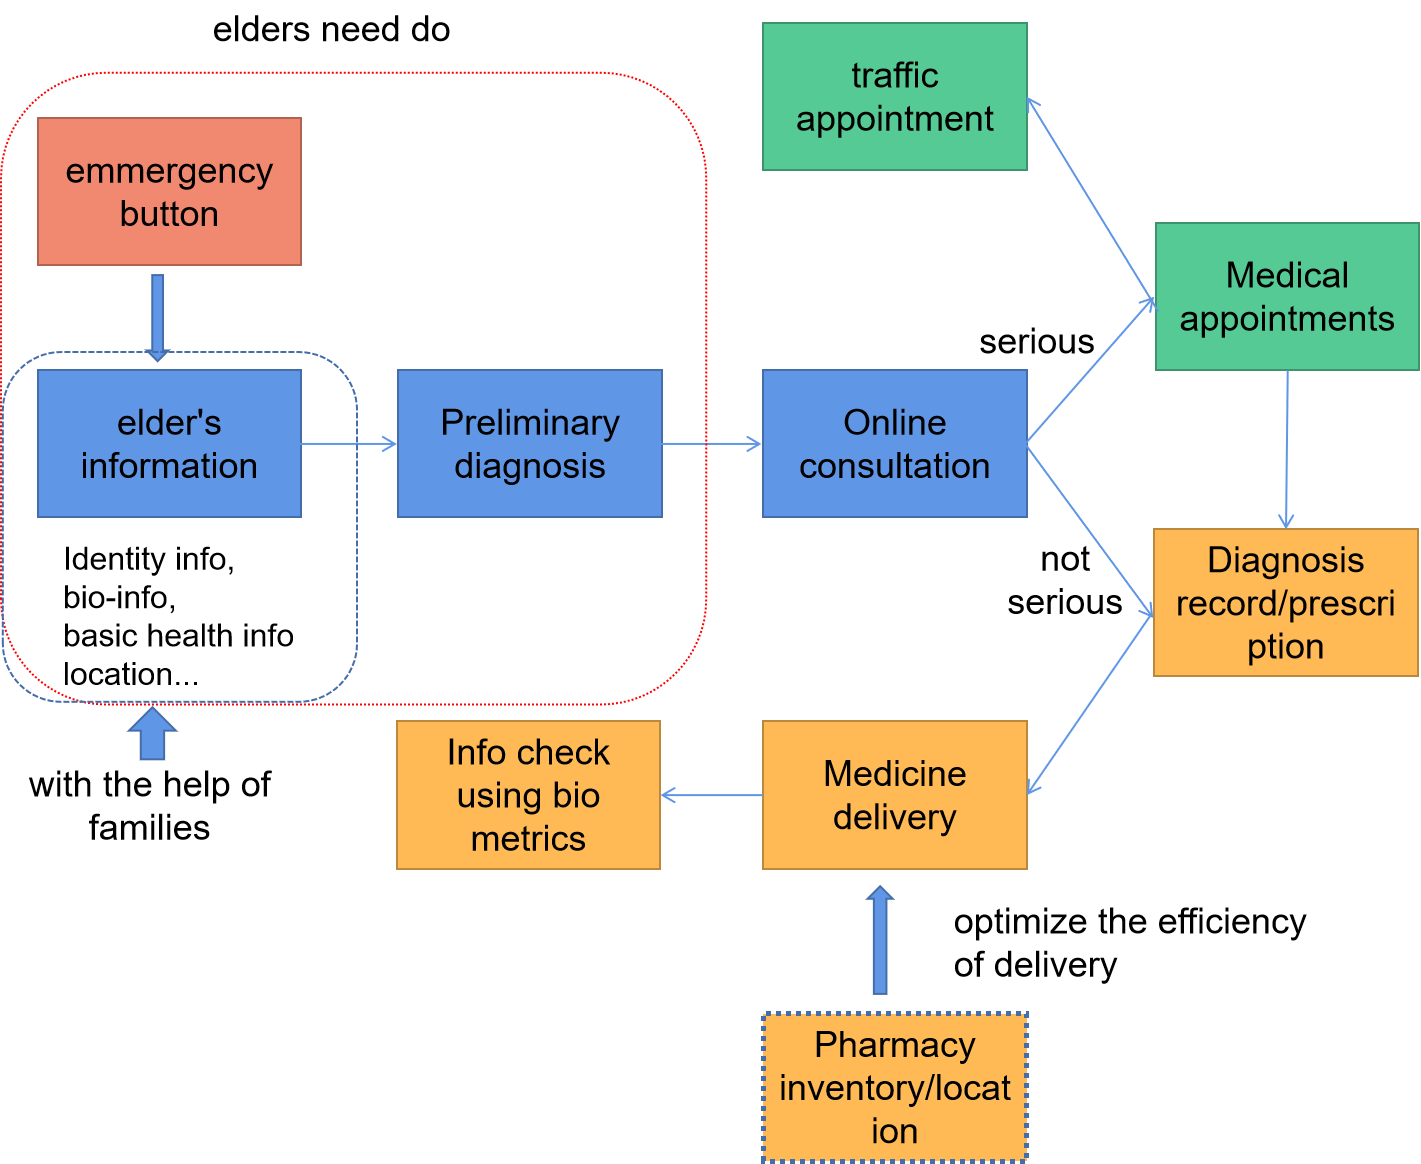 elders need do
traffic
appointment
emmergency
button
Medical
appointments
serious
elder's
information
Preliminary
diagnosis
Online
consultation
Identity info,
bio-info,
basic health info
location...
not
serious
Diagnosis
record/prescri
ption
with the help of
families
Info check
using bio
metrics
Medicine
delivery
optimize the efficiency
of delivery
Pharmacy
inventory/locat
ion